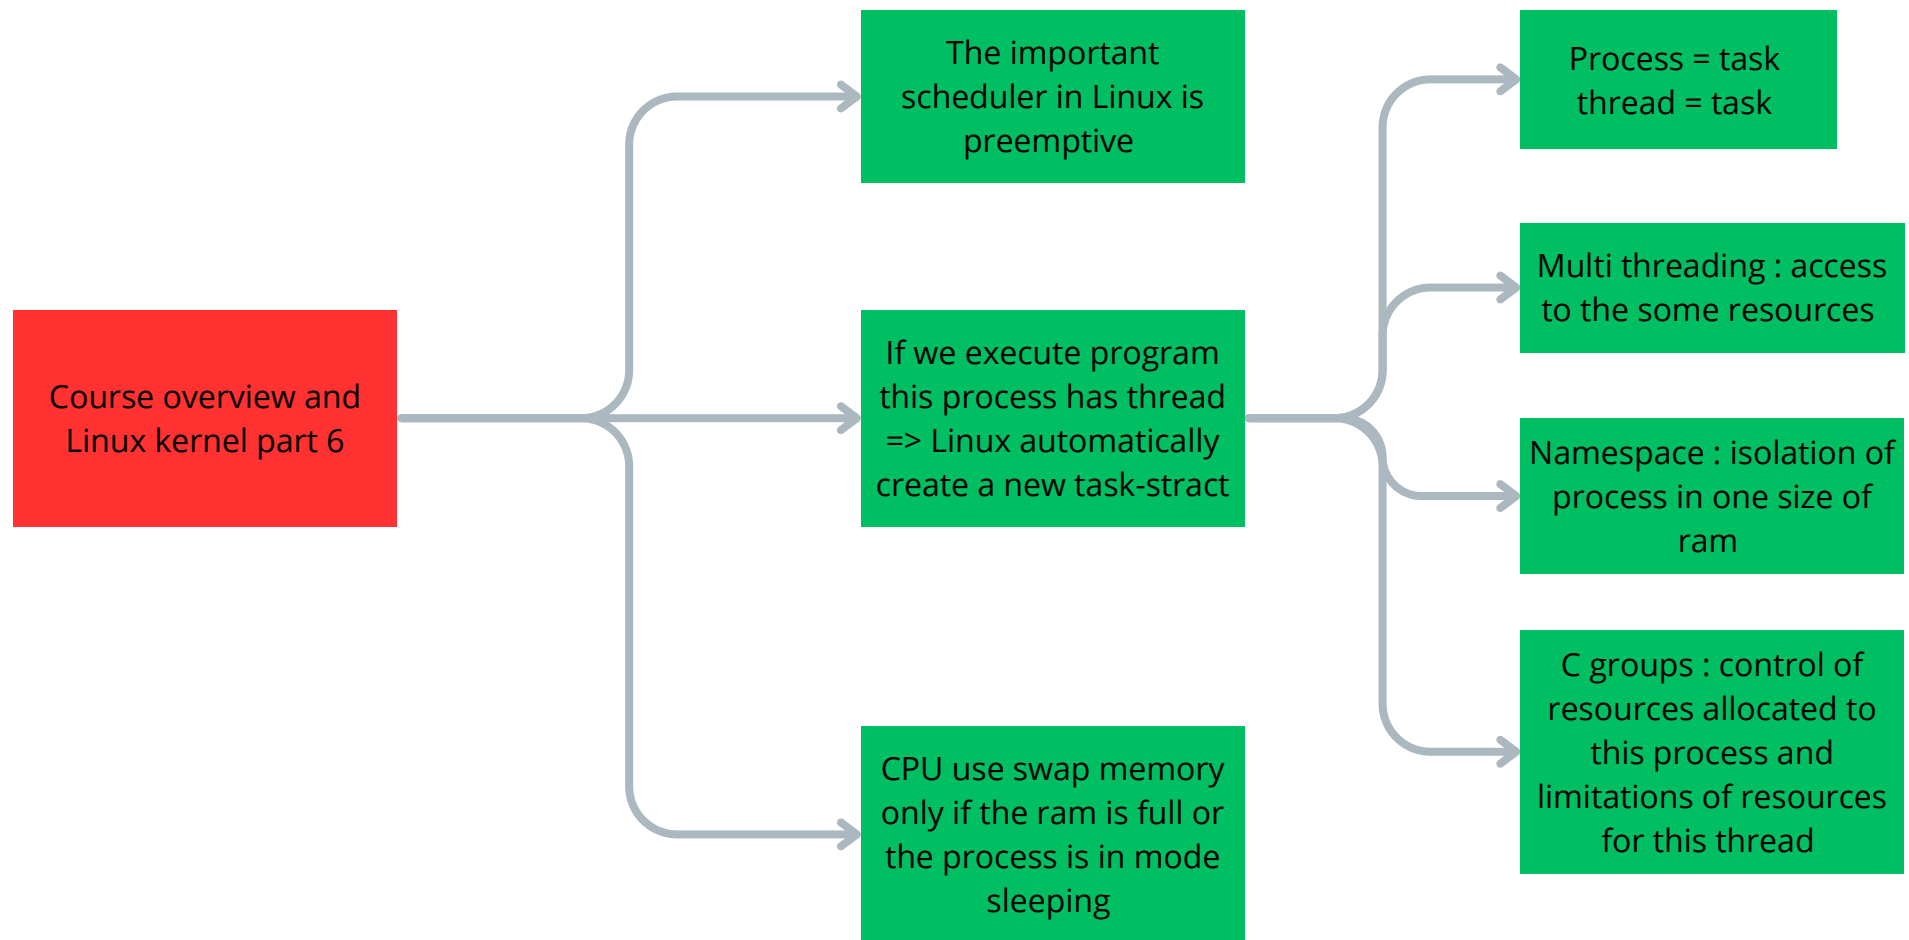 Course overview and
Linux kernel part 6
The important
scheduler in Linux is
preemptive
If we execute program
this process has thread
=> Linux automatically
create a new task-stract
CPU use swap memory
only if the ram is full or
the process is in mode
sleeping
Process = task
thread = task
Multi threading : access
to the some resources
Namespace : isolation of
process in one size of
ram
C groups : control of
resources allocated to
this process and
limitations of resources
for this thread